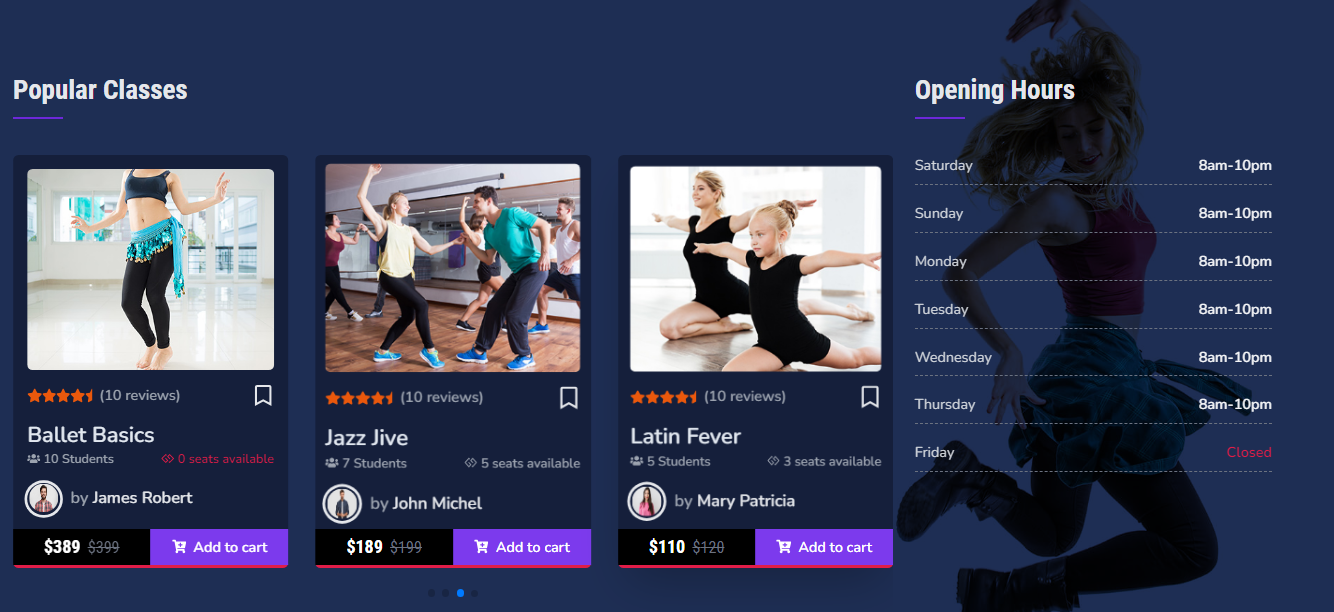 Popular Classes
(10 reviews)
Ballet Basics
10 Students 0 seats available
by James Robert
$389 $399 Add to cart
(10 reviews)
Jazz Jive
7 Students 5 seats available
by John Michel
$189 $199 Add to cart
(10 reviews)
Latin Fever
5 Students 3 seats available
by Mary Patricia
$110 $120 Add to cart
Opening Hours
Saturday 8am-10pm
Sunday 8am-10pm
Monday 8am-10pm
Tuesday 8am-10pm
Wednesday 8am-10pm
Thursday 8am-10pm
Friday Closed